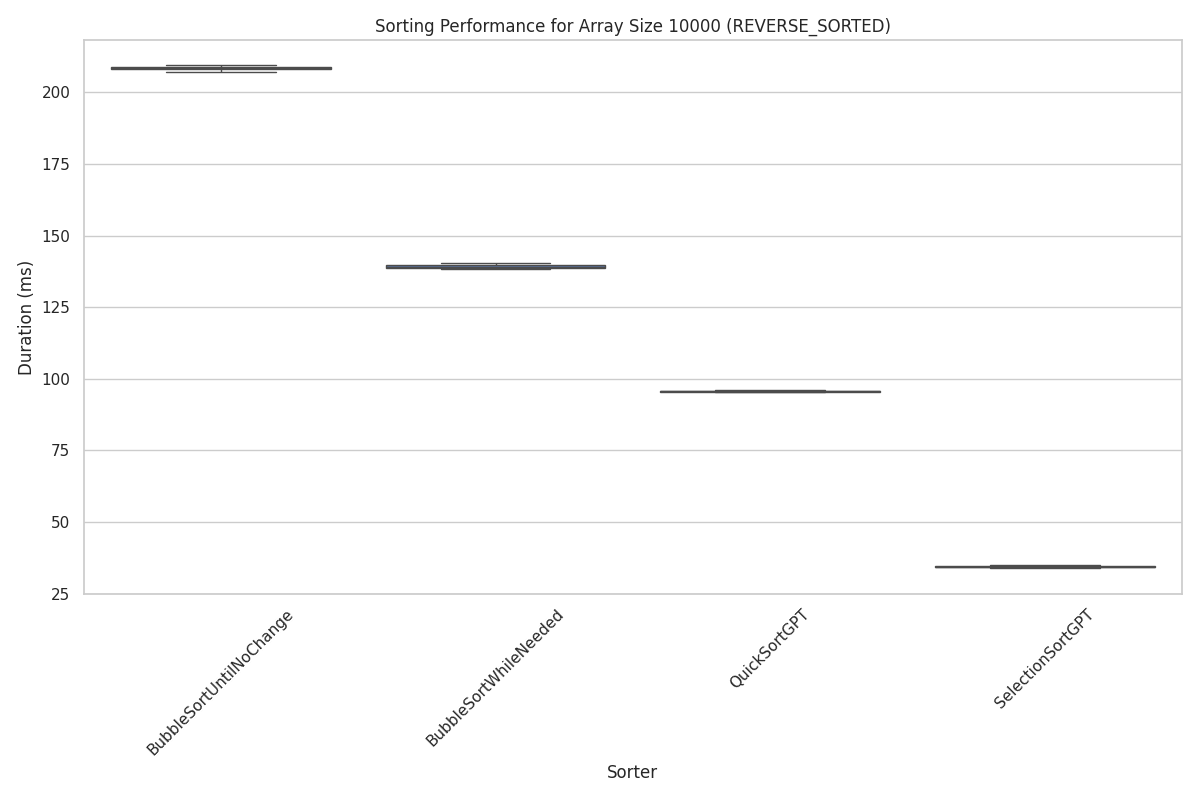 Sorting Performance for Array Size 10000 (REVERSE_SORTED)
200
175
150
125
100
75
50
25
Duration (ms)
BubbleSortUntilNoChange
BubbleSortWhileNeeded
QuickSortGPT
SelectionSortGPT
Sorter